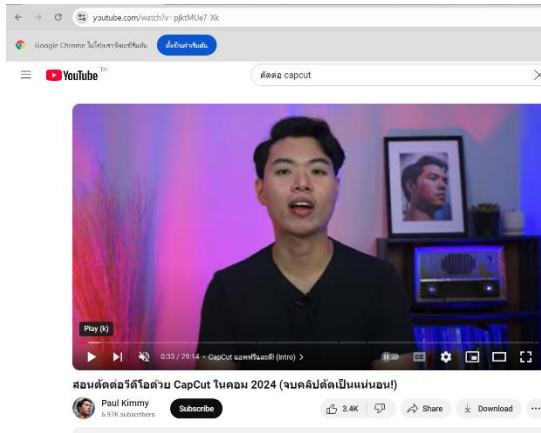 youtube.com/watch?v=pjktMUe7-Xk
Google Chrome ไม่ใช่เบราว์เซอร์เริ่มต้น
ตั้งเป็นค่าเริ่มต้น
YouTube TH
ตัดต่อ capcut
Play (k)
0:33 / 29:14 • CapCut แอพฟรีและดี! (Intro) >
CC
สอนตัดต่อวีดีโอด้วย CapCut ในคอม 2024 (จบคลิปตัดเป็นแน่นอน!)
Paul Kimmy
6.97K subscribers
Subscribe
3.4K
Share
Download